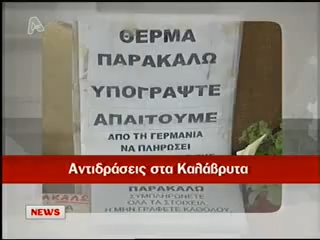 ΘΕΡΜΑ
ΠΑΡΑΚΑΛΩ
ΥΠΟΓΡΑΨΤΕ
ΑΠΑΙΤΟΥΜΕ
ΑΠΟ ΤΗ ΓΕΡΜΑΝΙΑ
ΝΑ ΠΛΗΡΩΣΕΙ
Αντιδράσεις στα Καλάβρυτα
ΠΑΡΑΚΑΛΩ
ΣΥΜΠΛΗΡΩΝΕΤΕ
ΟΛΑ ΤΑ ΣΤΟΙΧΕΙΑ
Ή ΜΗΝ ΓΡΑΦΕΤΕ ΚΑΘΟΛΟΥ,
NEWS